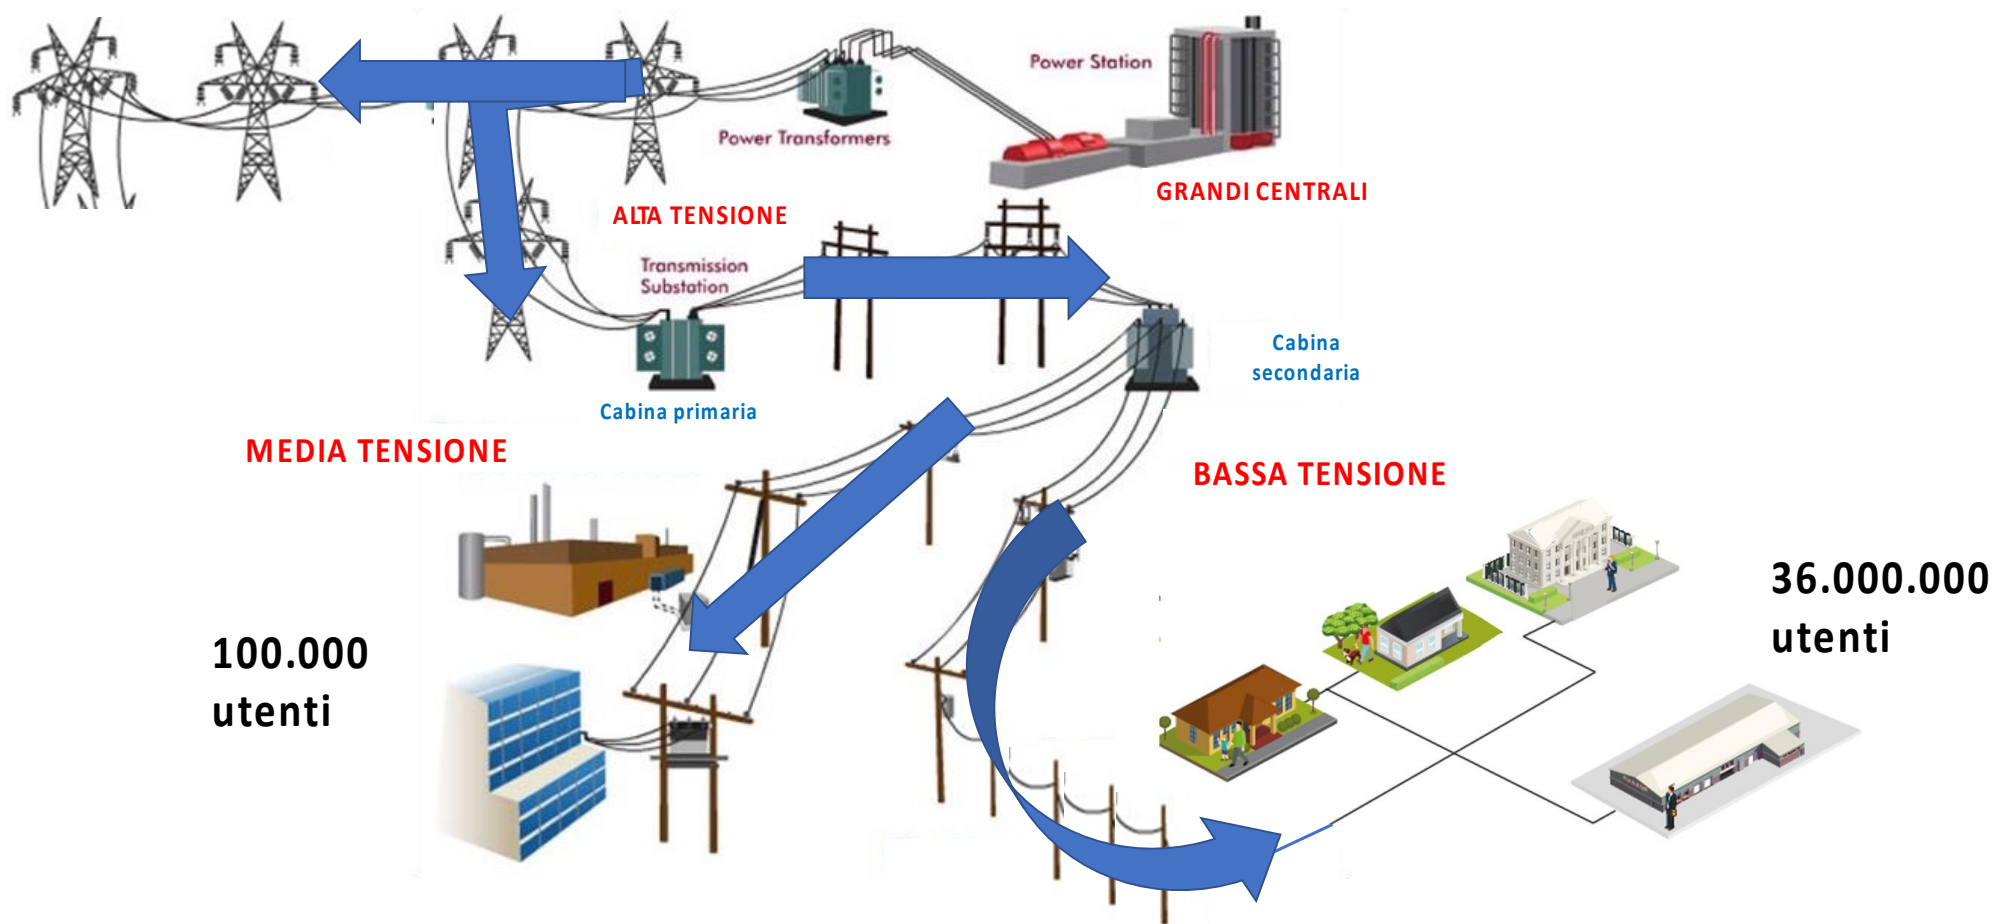 Power Station
Power Transformers
GRANDI CENTRALI
ALTA TENSIONE
Transmission
Substation
Cabina
secondaria
Cabina primaria
MEDIA TENSIONE
BASSA TENSIONE
36.000.000
utenti
100.000
utenti